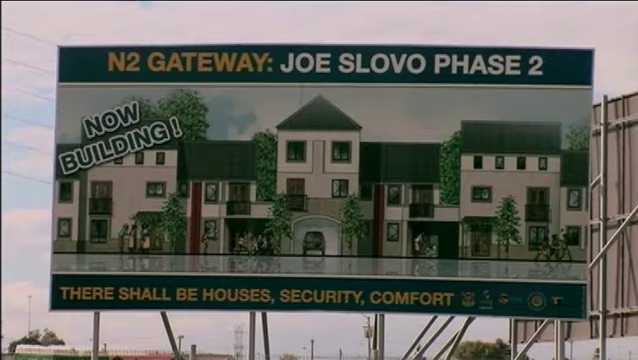 N2 GATEWAY: JOE SLOVO PHASE 2
NOW
BUILDING!
THERE SHALL BE HOUSES, SECURITY, COMFORT